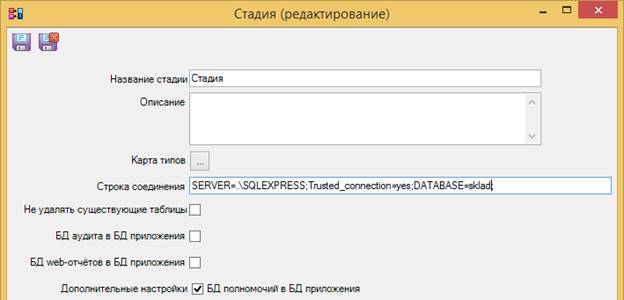 Стадия (редактирование)
Название стадии Стадия
Описание
Карта типов ...
Строка соединения SERVER=.\SQLEXPRESS;Trusted_connection=yes;DATABASE=sklad;
Не удалять существующие таблицы
БД аудита в БД приложения
БД web-отчётов в БД приложения
Дополнительные настройки БД полномочий в БД приложения